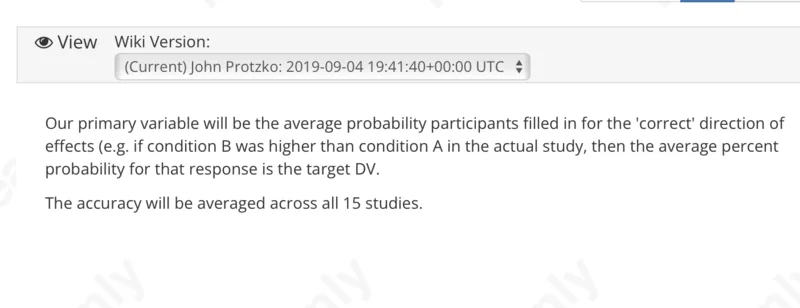 View Wiki Version:
(Current) John Protzko: 2019-09-04 19:41:40+00:00 UTC
Our primary variable will be the average probability participants filled in for the 'correct' direction of
effects (e.g. if condition B was higher than condition A in the actual study, then the average percent
probability for that response is the target DV.
The accuracy will be averaged across all 15 studies.